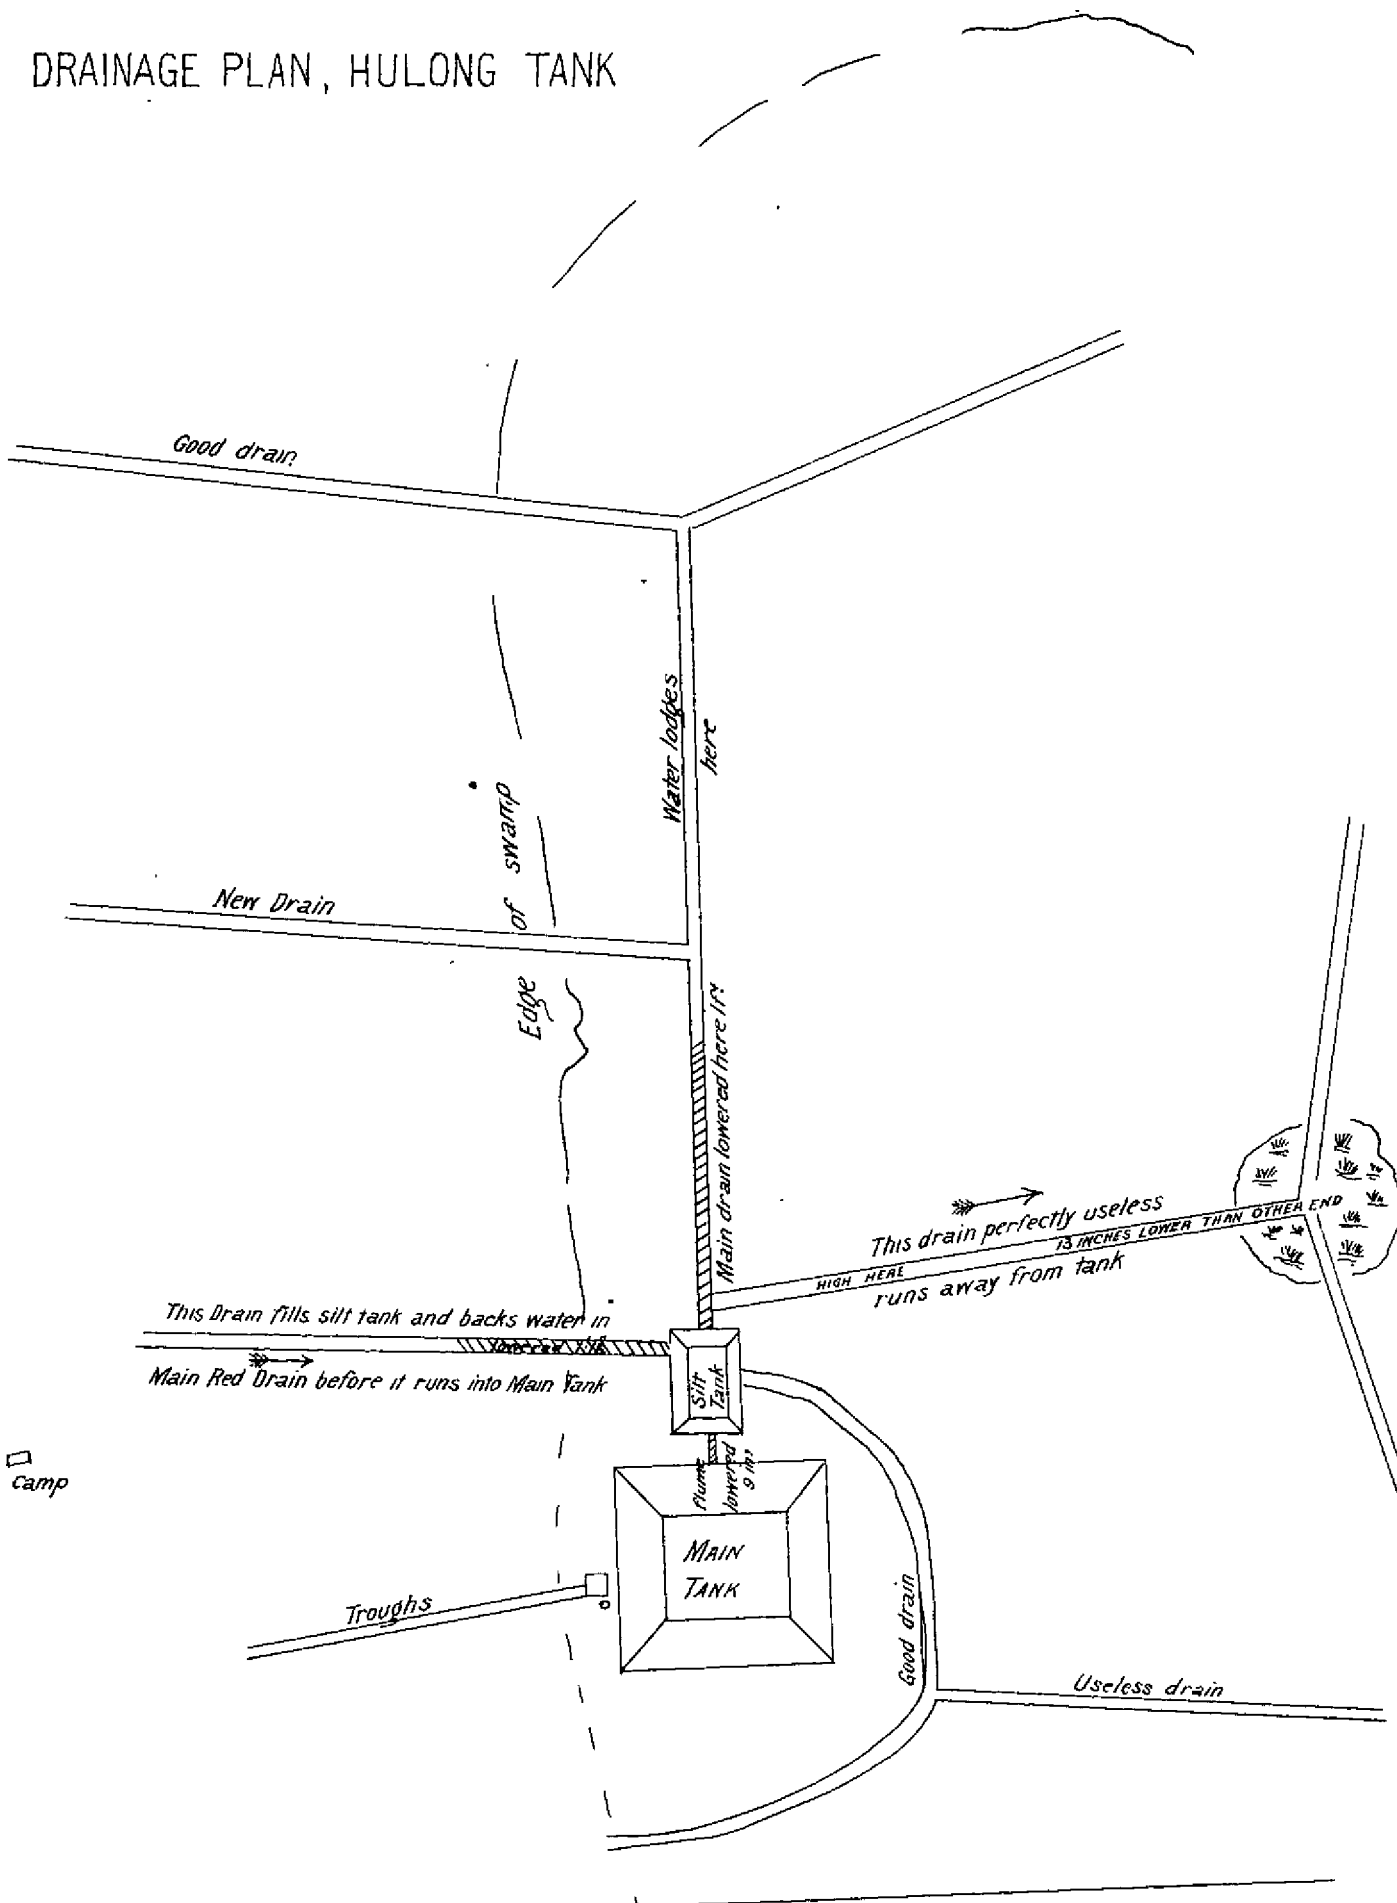 DRAINAGE PLAN, HULONG TANK
Good drain
Water lodges
here
of swamp
Edge
New Drain
Main drain lowered here 1ft
This drain perfectly useless
13 INCHES LOWER THAN OTHER END
HIGH HERE
runs away from tank
This Drain fills silt tank and backs water in
lowered
Main Red Drain before it runs into Main Tank
Silt
Tank
Camp
flume
lowered
9 ins
MAIN
TANK
Troughs
Good drain
Useless drain